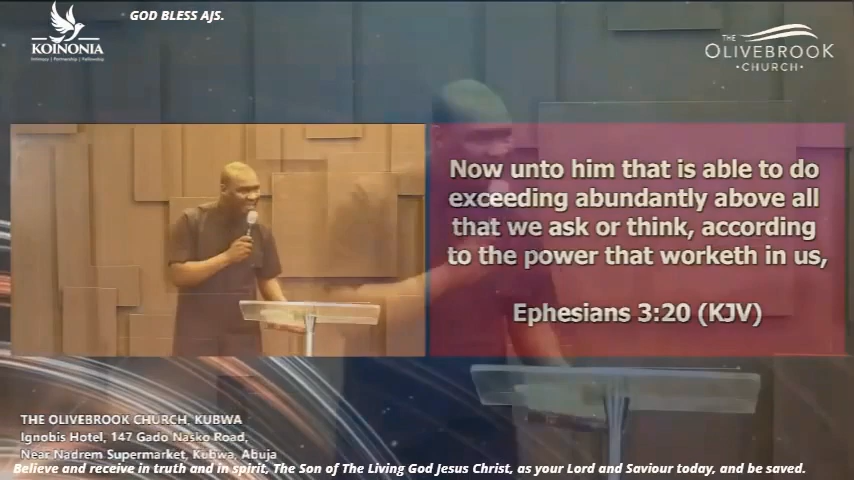 GOD BLESS AJS.
KOINONIA
Intimacy | Partnership | Fellowship
THE
OLIVEBROOK
·CHURCH·
Now unto him that is able to do
exceeding abundantly above all
that we ask or think, according
to the power that worketh in us,
Ephesians 3:20 (KJV)
THE OLIVEBROOK CHURCH, KUBWA
Ignobis Hotel, 147 Gado Nasko Road,
Near Nadrem Supermarket, Kubwa, Abuja
Believe and receive in truth and in spirit, The Son of The Living God Jesus Christ, as your Lord and Saviour today, and be saved.